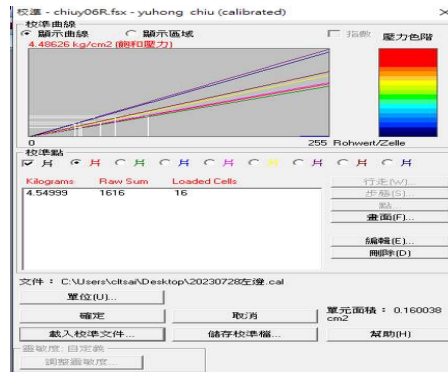 校準 - chiuy06R.fsx - yuhong chiu (calibrated)
校準曲線
顯示曲線 顯示區域 指數 壓力色階
4.48626 kg/cm2 (飽和壓力)
0 255 Rohwert/Zelle
校準點
Kilograms Raw Sum Loaded Cells
4.54999 1616 16
行走(W)...
步態(S)...
點...
畫面(F)...
編輯(E)...
刪除(D)
文件： C:\Users\cltsai\Desktop\20230728左邊.cal
單位(U)...
確定 取消 單元面積： 0.160038 cm2
載入校準文件... 儲存校準檔... 幫助(H)
靈敏度: 自定義
調整靈敏度...